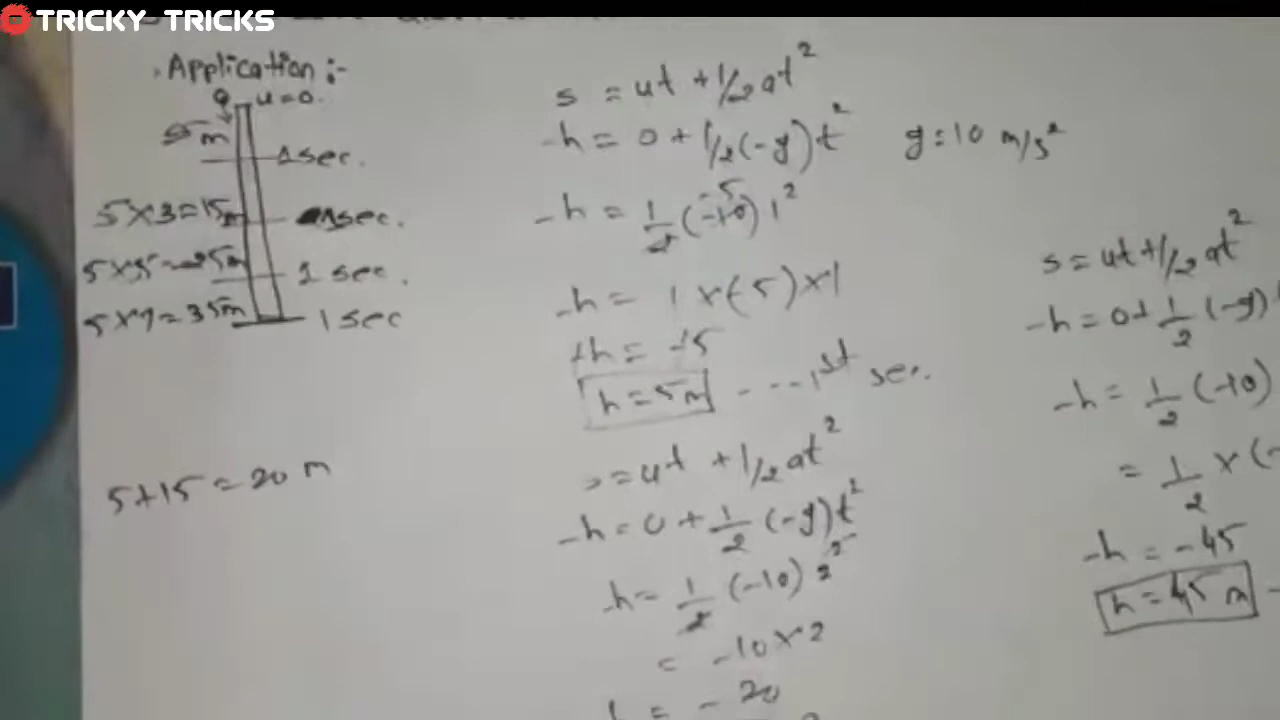 TRICKY TRICKS
Application :-
u=0.
5m
1sec.
5×3=15m
1sec.
5×5=25m
1 sec.
5×7=35m
1sec
5+15=20 m
s = ut + 1/2 at²
-h = 0 + 1/2 (-g) t²
g=10 m/s²
-h = 1/2 (-10) 1²
-5
-h = 1×(-5)×1
+h = +5
h=5m ----1st sec.
s=ut + 1/2 at²
-h=0+ 1/2 (-g)t²
-h= 1/2 (-10) 2²
= -10×2
= - 20
s=ut+1/2 at²
-h=0+ 1/2 (-g)
-h= 1/2 (-10)
= 1/2 × (-
-h = -45
h=45 m